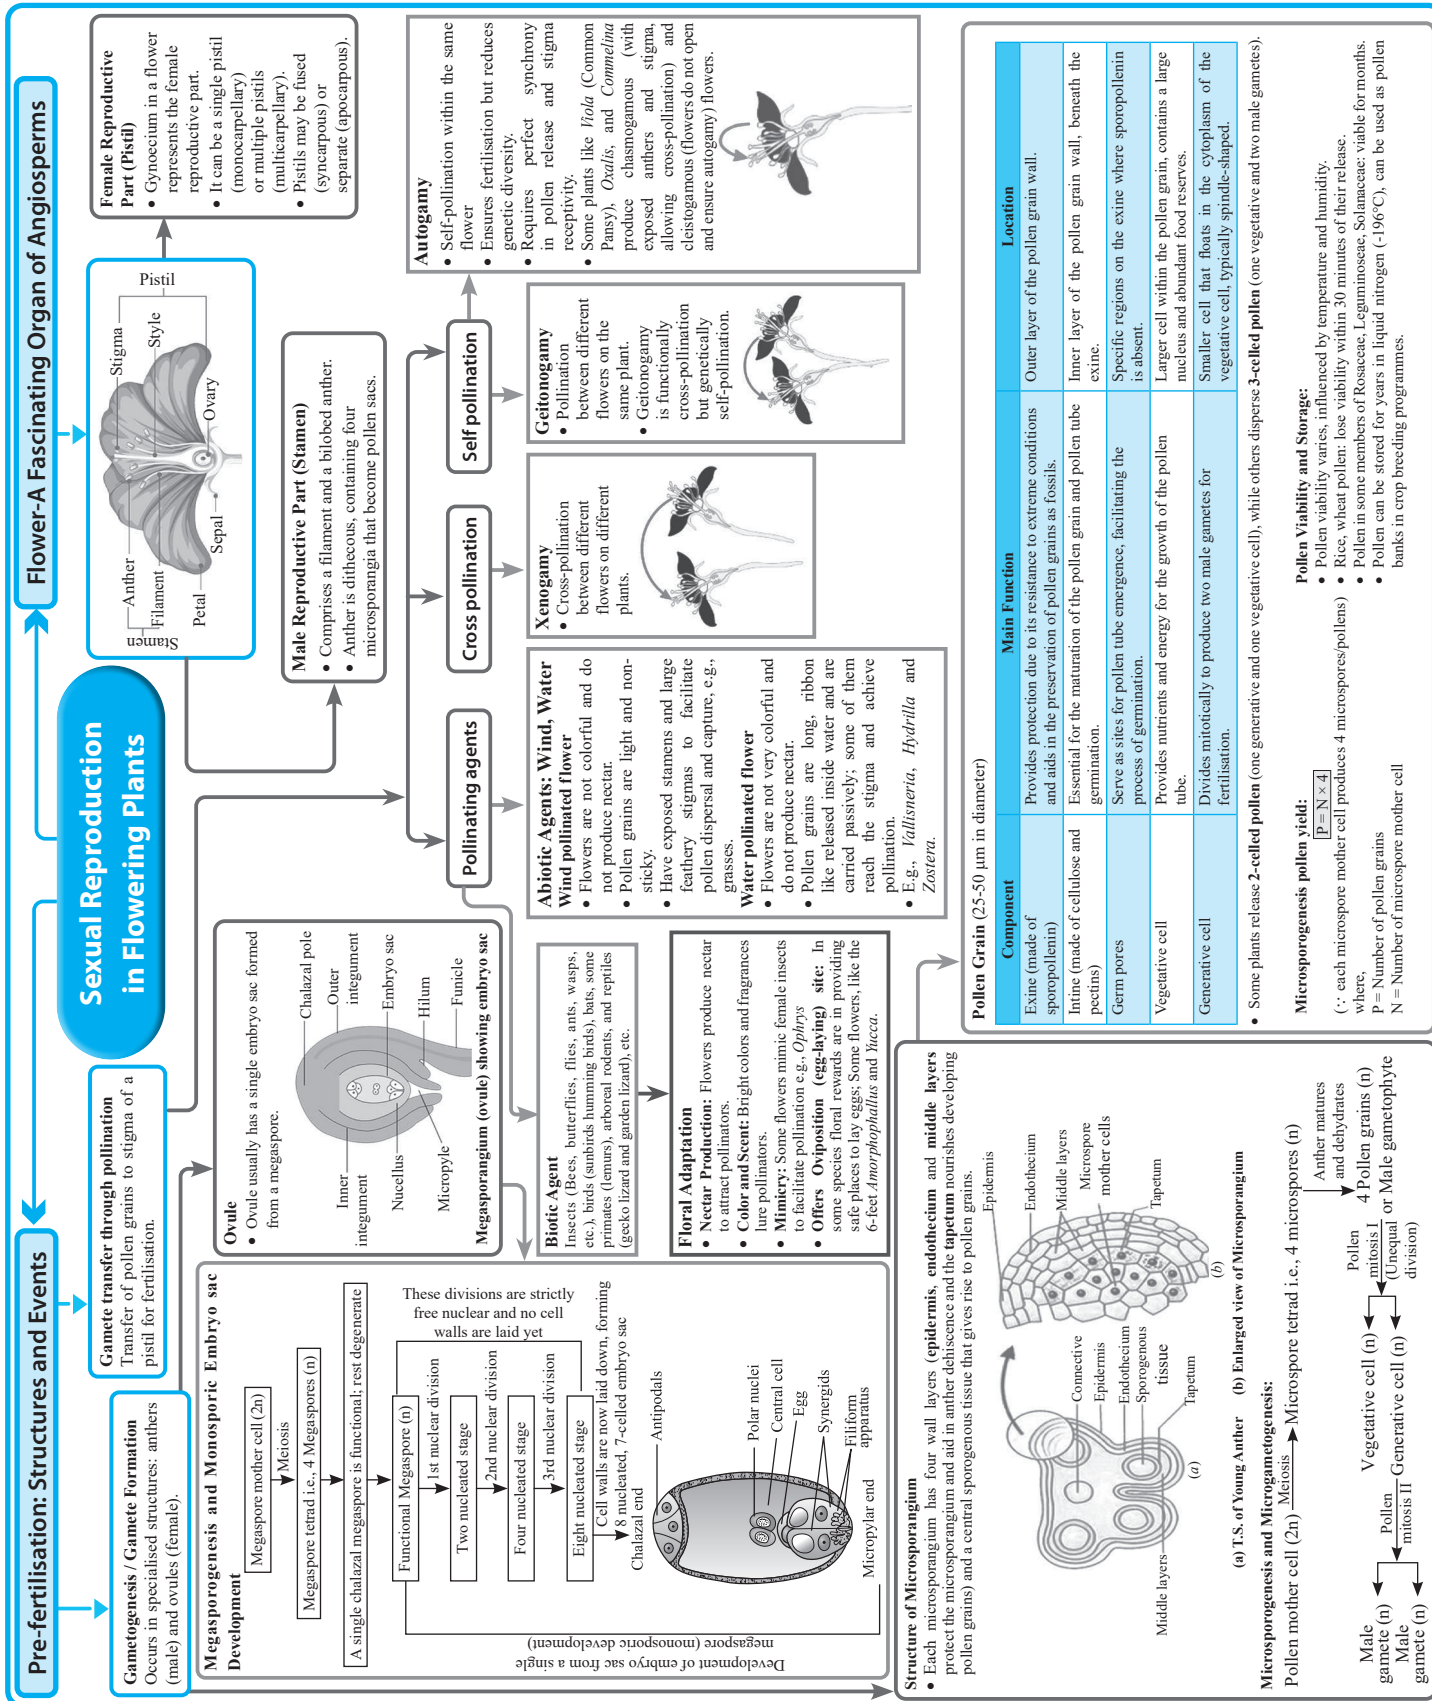 Sexual Reproduction
in Flowering Plants
Pre-fertilisation: Structures and Events
Flower-A Fascinating Organ of Angiosperms
Gametogenesis / Gamete Formation
Occurs in specialised structures: anthers
(male) and ovules (female).
Gamete transfer through pollination
Transfer of pollen grains to stigma of a
pistil for fertilisation.
Stamen
Anther
Filament
Petal
Sepal
Ovary
Style
Stigma
Pistil
Female Reproductive
Part (Pistil)
• Gynoecium in a flower
represents the female
reproductive part.
• It can be a single pistil
(monocarpellary)
or multiple pistils
(multicarpellary).
• Pistils may be fused
(syncarpous) or
separate (apocarpous).
Male Reproductive Part (Stamen)
• Comprises a filament and a bilobed anther.
• Anther is dithecous, containing four
microsporangia that become pollen sacs.
Ovule
• Ovule usually has a single embryo sac formed
from a megaspore.
Chalazal pole
Outer
integument
Embryo sac
Hilum
Funicle
Inner
integument
Nucellus
Micropyle
Megasporangium (ovule) showing embryo sac
Pollinating agents
Cross pollination
Self pollination
Megasporogenesis and Monosporic Embryo sac
Development
Megaspore mother cell (2n)
Meiosis
Megaspore tetrad i.e., 4 Megaspores (n)
A single chalazal megaspore is functional; rest degenerate
Functional Megaspore (n)
1st nuclear division
Two nucleated stage
2nd nuclear division
Four nucleated stage
3rd nuclear division
Eight nucleated stage
These divisions are strictly
free nuclear and no cell
walls are laid yet
Cell walls are now laid down, forming
8 nucleated, 7-celled embryo sac
Chalazal end
Antipodals
Polar nuclei
Central cell
Egg
Synergids
Filiform
apparatus
Micropylar end
Development of embryo sac from a single
megaspore (monosporic development)
Biotic Agent
Insects (Bees, butterflies, flies, ants, wasps,
etc.), birds (sunbirds humming birds), bats, some
primates (lemurs), arboreal rodents, and reptiles
(gecko lizard and garden lizard), etc.
Floral Adaptation
• Nectar Production: Flowers produce nectar
to attract pollinators.
• Color and Scent: Bright colors and fragrances
lure pollinators.
• Mimicry: Some flowers mimic female insects
to facilitate pollination e.g., Ophrys
• Offers Oviposition (egg-laying) site: In
some species floral rewards are in providing
safe places to lay eggs; Some flowers, like the
6-feet Amorphophallus and Yucca.
Abiotic Agents: Wind, Water
Wind pollinated flower
• Flowers are not colorful and do
not produce nectar.
• Pollen grains are light and non-
sticky.
• Have exposed stamens and large
feathery stigmas to facilitate
pollen dispersal and capture, e.g.,
grasses.
Water pollinated flower
• Flowers are not very colorful and
do not produce nectar.
• Pollen grains are long, ribbon
like released inside water and are
carried passively; some of them
reach the stigma and achieve
pollination.
• E.g., Vallisneria, Hydrilla and
Zostera.
Xenogamy
• Cross-pollination
between different
flowers on different
plants.
Geitonogamy
• Pollination
between different
flowers on the
same plant.
• Geitonogamy
is functionally
cross-pollination
but genetically
self-pollination.
Autogamy
• Self-pollination within the same
flower
• Ensures fertilisation but reduces
genetic diversity.
• Requires perfect synchrony
in pollen release and stigma
receptivity.
• Some plants like Viola (Common
Pansy), Oxalis, and Commelina
produce chasmogamous (with
exposed anthers and stigma,
allowing cross-pollination) and
cleistogamous (flowers do not open
and ensure autogamy) flowers.
Structure of Microsporangium
• Each microsporangium has four wall layers (epidermis, endothecium and middle layers
protect the microsporangium and aid in anther dehiscence and the tapetum nourishes developing
pollen grains) and a central sporogenous tissue that gives rise to pollen grains.
Connective
Epidermis
Endothecium
Sporogenous
tissue
Tapetum
Middle layers
(a)
Epidermis
Endothecium
Middle layers
Microspore
mother cells
Tapetum
(b)
(a) T.S. of Young Anther (b) Enlarged view of Microsporangium
Microsporogenesis and Microgametogenesis:
Pollen mother cell (2n) Meiosis Microspore tetrad i.e., 4 microspores (n)
Anther matures
and dehydrates
4 Pollen grains (n)
or Male gametophyte
Pollen
mitosis I
(Unequal
division)
Vegetative cell (n)
Generative cell (n)
Pollen
mitosis II
Male
gamete (n)
Male
gamete (n)
Pollen Grain (25-50 µm in diameter)
Component Main Function Location
Exine (made of
sporopollenin)
Provides protection due to its resistance to extreme conditions
and aids in the preservation of pollen grains as fossils.
Outer layer of the pollen grain wall.
Intine (made of cellulose and
pectins)
Essential for the maturation of the pollen grain and pollen tube
germination.
Inner layer of the pollen grain wall, beneath the
exine.
Germ pores
Serve as sites for pollen tube emergence, facilitating the
process of germination.
Specific regions on the exine where sporopollenin
is absent.
Vegetative cell
Provides nutrients and energy for the growth of the pollen
tube.
Larger cell within the pollen grain, contains a large
nucleus and abundant food reserves.
Generative cell
Divides mitotically to produce two male gametes for
fertilisation.
Smaller cell that floats in the cytoplasm of the
vegetative cell, typically spindle-shaped.
• Some plants release 2-celled pollen (one generative and one vegetative cell), while others disperse 3-celled pollen (one vegetative and two male gametes).
Microsporogenesis pollen yield:
P = N × 4
(∵ each microspore mother cell produces 4 microspores/pollens)
where,
P = Number of pollen grains
N = Number of microspore mother cell
Pollen Viability and Storage:
• Pollen viability varies, influenced by temperature and humidity.
• Rice, wheat pollen: lose viability within 30 minutes of their release.
• Pollen in some members of Rosaceae, Leguminoseae, Solanaceae: viable for months.
• Pollen can be stored for years in liquid nitrogen (-196°C), can be used as pollen
banks in crop breeding programmes.